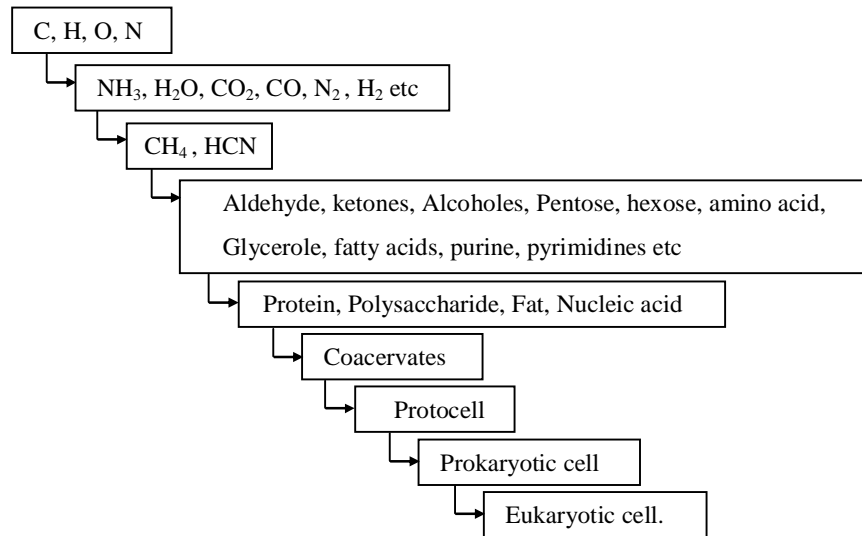 C, H, O, N
NH₃, H₂O, CO₂, CO, N₂ , H₂ etc
CH₄ , HCN
Aldehyde, ketones, Alcoholes, Pentose, hexose, amino acid,
Glycerole, fatty acids, purine, pyrimidines etc
Protein, Polysaccharide, Fat, Nucleic acid
Coacervates
Protocell
Prokaryotic cell
Eukaryotic cell.